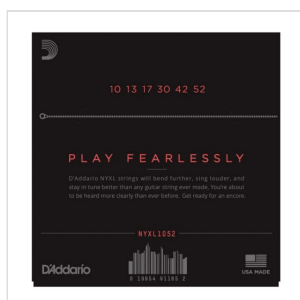 10 13 17 30 42 52
PLAY FEARLESSLY
D'Addario NYXL strings will bend further, sing louder, and
stay in tune better than any guitar string ever made. You're about
to be heard more clearly than ever before. Get ready for an encore.
NYXL1052
D'Addario
USA MADE